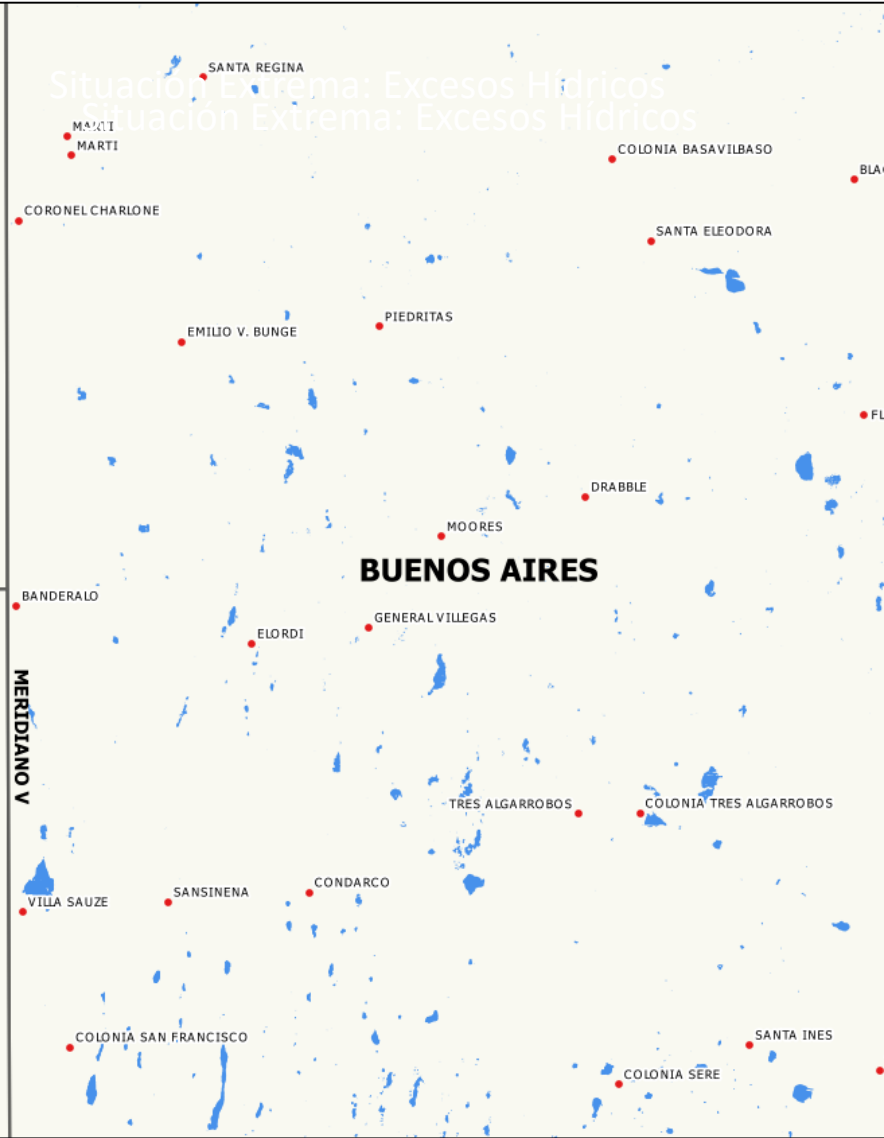 SANTA REGINA
Situación Extrema: Excesos Hídricos
Situación Extrema: Excesos Hídricos
MARTI
MARTI
COLONIA BASAVILBASO
CORONEL CHARLONE
SANTA ELEODORA
PIEDRITAS
EMILIO V. BUNGE
DRABBLE
MOORES
BUENOS AIRES
BANDERALO
GENERAL VILLEGAS
ELORDI
MERIDIANO V
TRES ALGARROBOS
COLONIA TRES ALGARROBOS
CONDARCO
SANSINENA
VILLA SAUZE
SANTA INES
COLONIA SAN FRANCISCO
COLONIA SERE